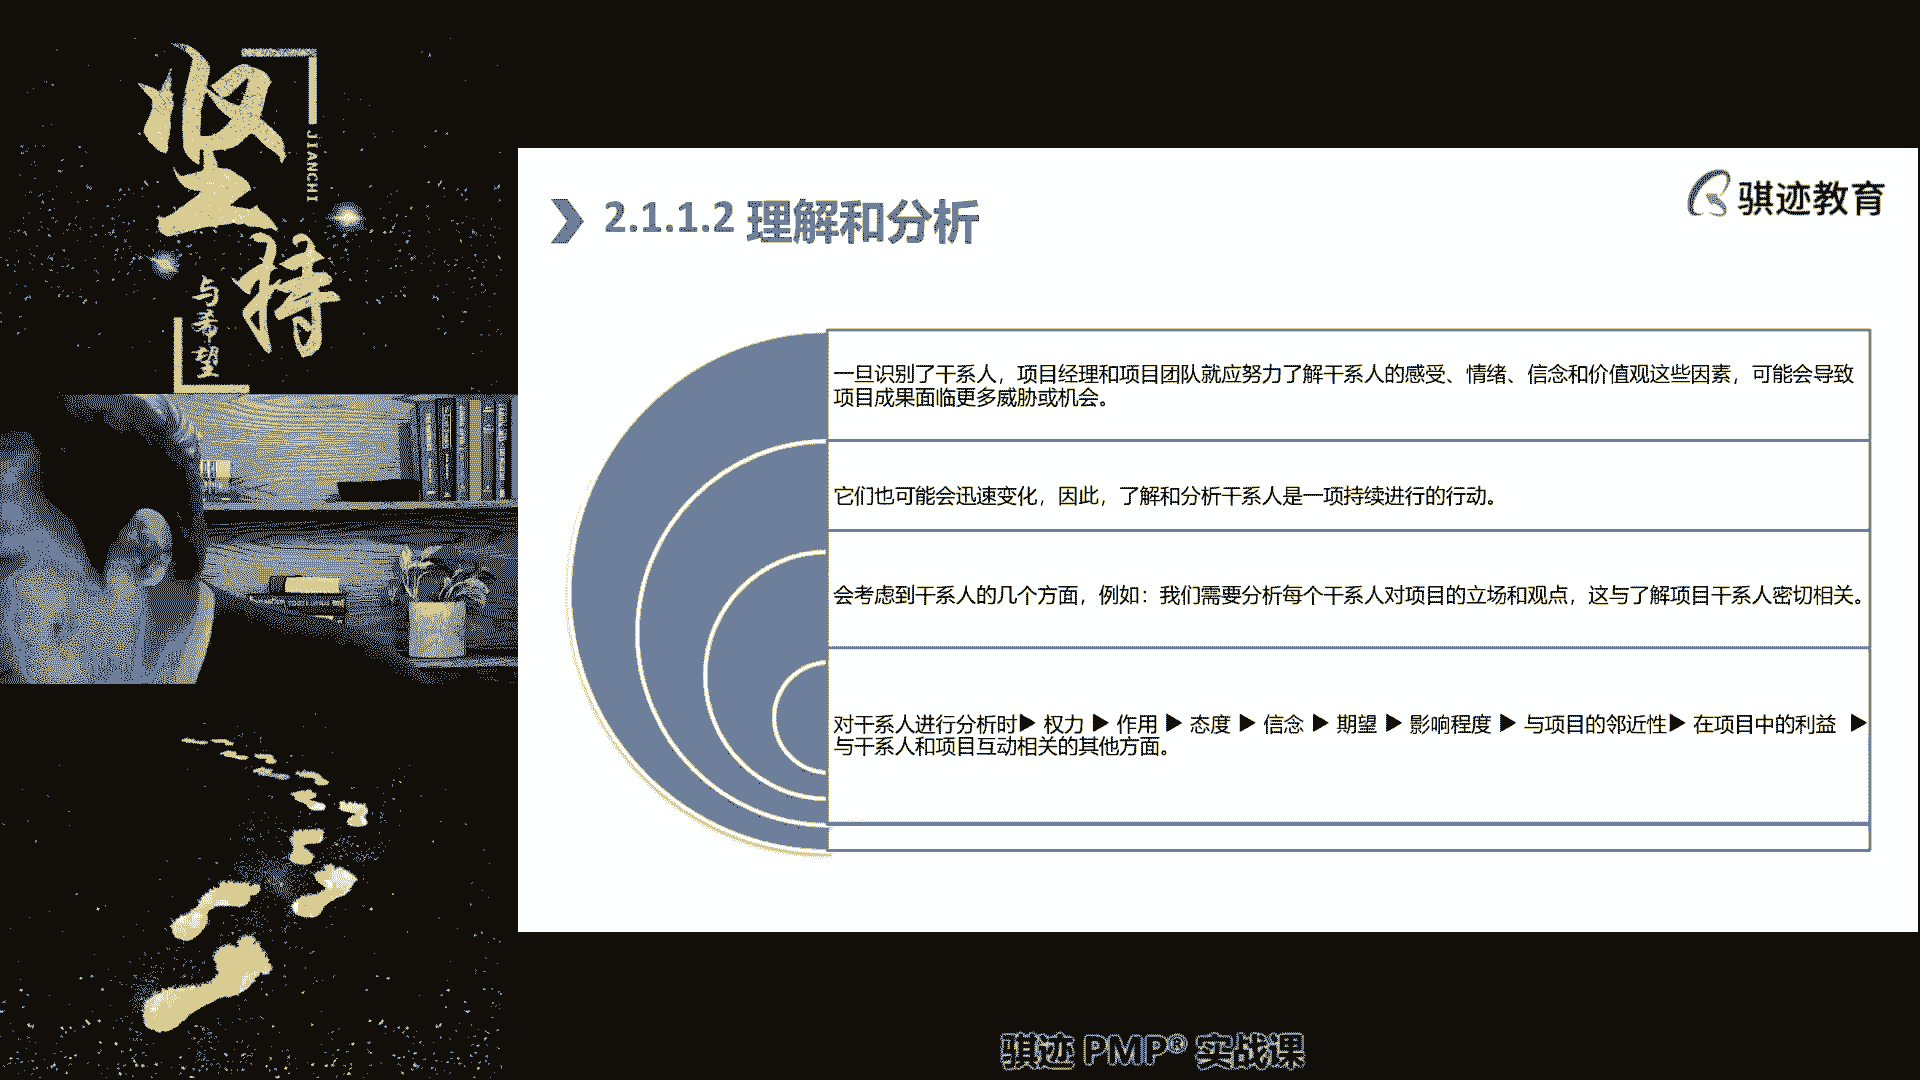 坚持
JIANCHI
与希望
骐迹教育
2.1.1.2 理解和分析
一旦识别了干系人，项目经理和项目团队就应努力了解干系人的感受、情绪、信念和价值观这些因素，可能会导致
项目成果面临更多威胁或机会。
它们也可能会迅速变化，因此，了解和分析干系人是一项持续进行的行动。
会考虑到干系人的几个方面，例如：我们需要分析每个干系人对项目的立场和观点，这与了解项目干系人密切相关。
对干系人进行分析时▶ 权力 ▶ 作用 ▶ 态度 ▶ 信念 ▶ 期望 ▶ 影响程度 ▶ 与项目的邻近性▶ 在项目中的利益 ▶
与干系人和项目互动相关的其他方面。
骐迹 PMP® 实战课